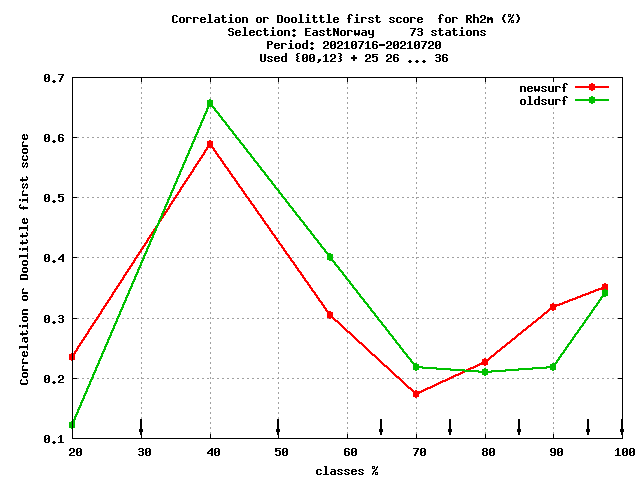 Correlation or Doolittle first score  for Rh2m (%)
Selection: EastNorway     73 stations
Period: 20210716-20210720
Used {00,12} + 25 26 ... 36
newsurf
oldsurf
Correlation or Doolittle first score
0.7
0.6
0.5
0.4
0.3
0.2
0.1
20 30 40 50 60 70 80 90 100
classes %